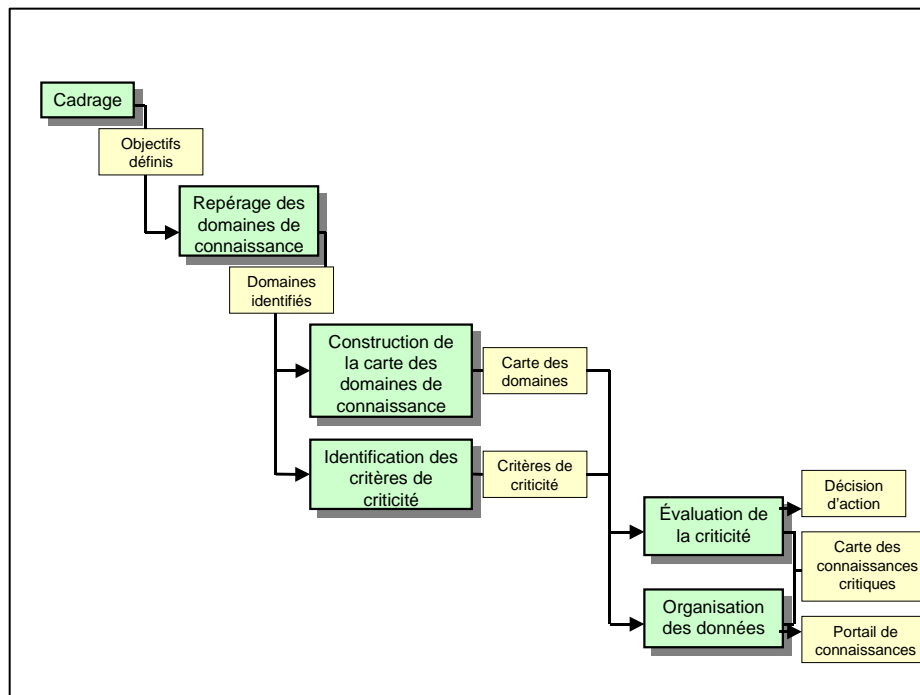 Cadrage
Objectifs
définis
Repérage des
domaines de
connaissance
Domaines
identifiés
Construction de
la carte des
domaines de
connaissance
Carte des
domaines
Identification des
critères de
criticité
Critères de
criticité
Évaluation de
la criticité
Décision
d'action
Carte des
connaissances
critiques
Organisation
des données
Portail de
connaissances